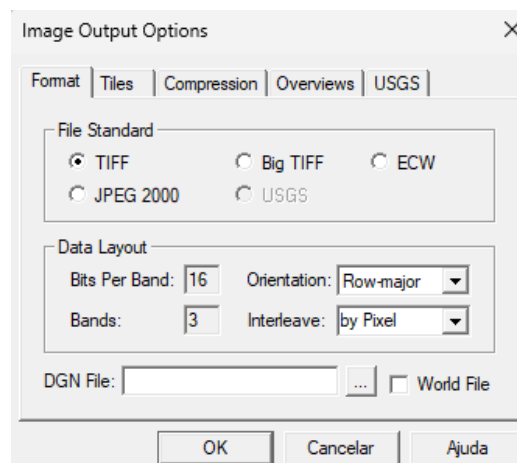 Image Output Options
Format Tiles Compression Overviews USGS
File Standard
TIFF Big TIFF ECW
JPEG 2000 USGS
Data Layout
Bits Per Band: 16 Orientation: Row-major
Bands: 3 Interleave: by Pixel
DGN File: ... World File
OK Cancelar Ajuda